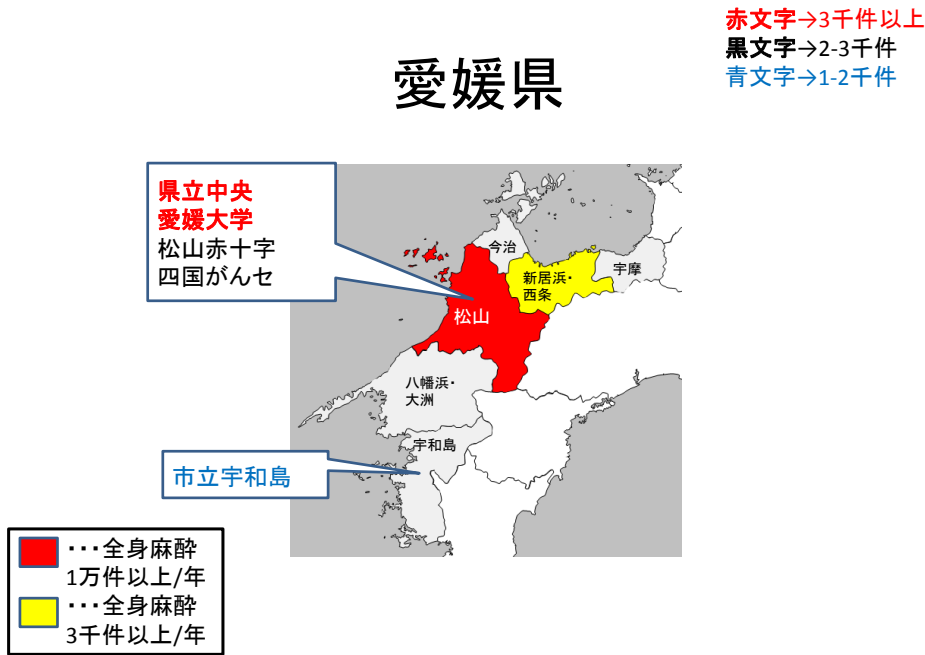 赤文字→3千件以上
黒文字→2-3千件
青文字→1-2千件
愛媛県
県立中央
愛媛大学
松山赤十字
四国がんセ
今治
新居浜・
西条
宇摩
松山
八幡浜・
大洲
宇和島
市立宇和島
・・・全身麻酔
1万件以上/年
・・・全身麻酔
3千件以上/年